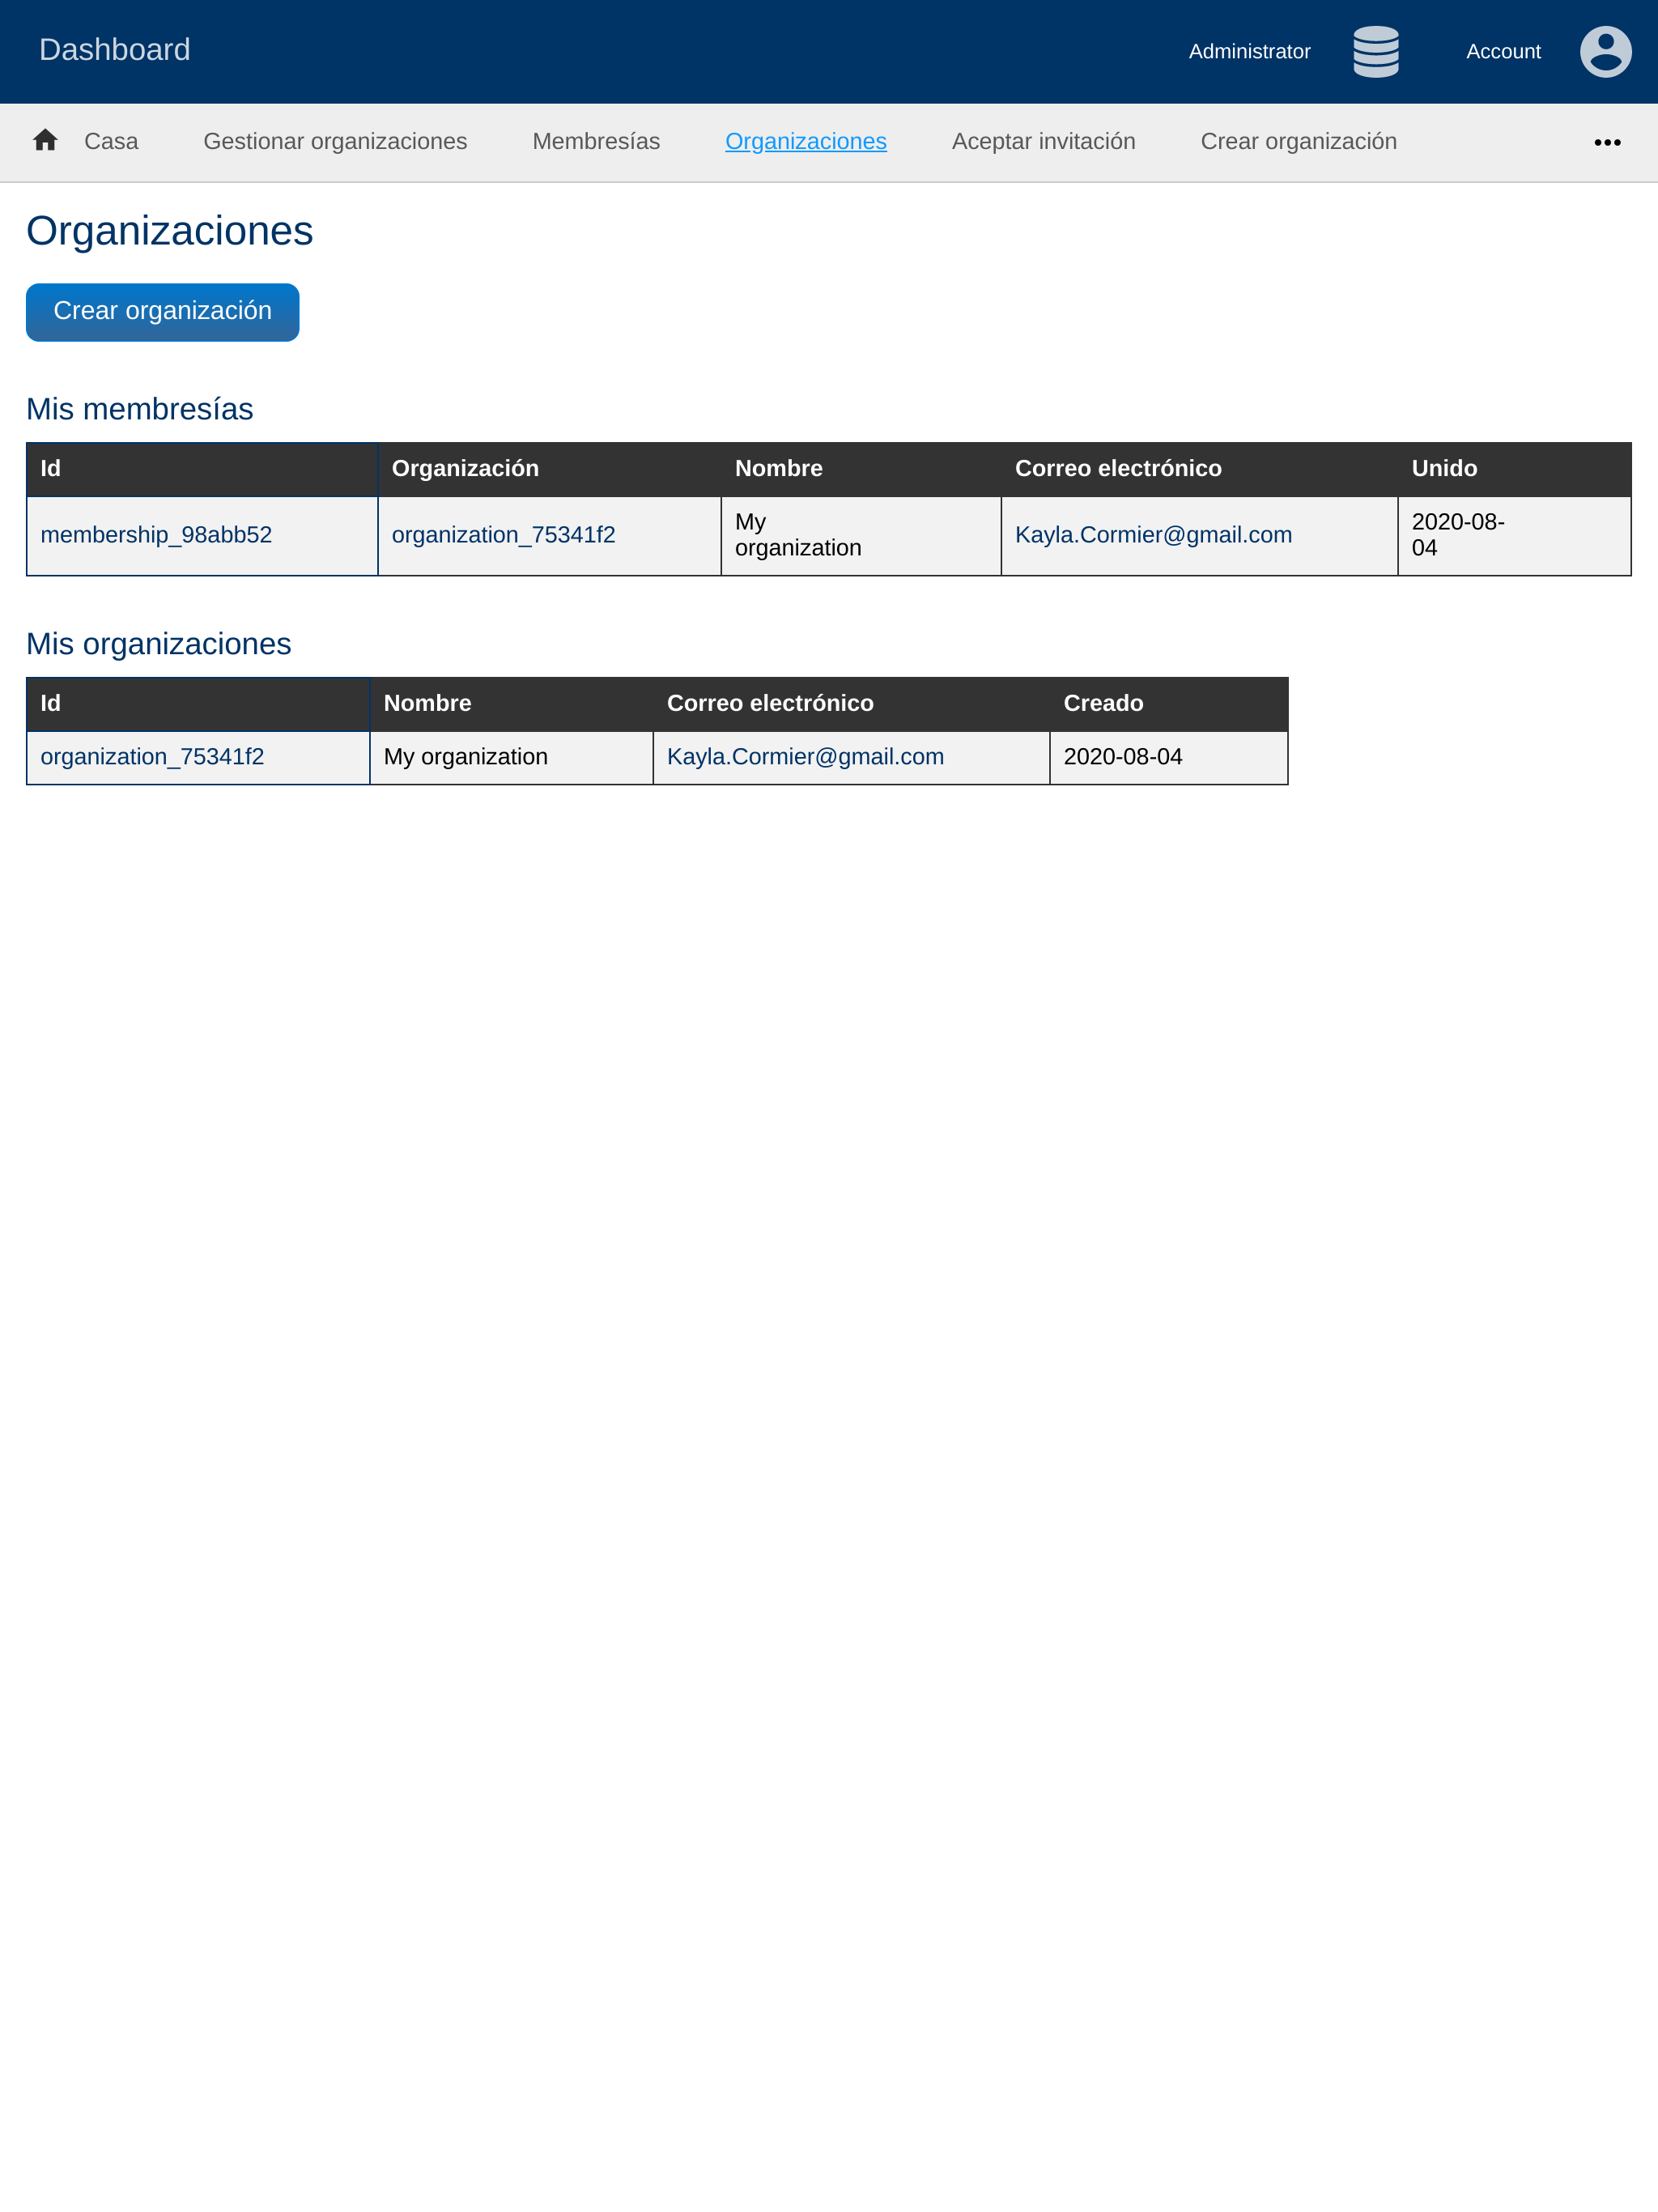 Dashboard
Administrator
Account
Casa
Gestionar organizaciones
Membresías
Organizaciones
Aceptar invitación
Crear organización
Organizaciones
Crear organización
Mis membresías
Id Organización Nombre Correo electrónico Unido
membership_98abb52 organization_75341f2 My organization Kayla.Cormier@gmail.com 2020-08-04
Mis organizaciones
Id Nombre Correo electrónico Creado
organization_75341f2 My organization Kayla.Cormier@gmail.com 2020-08-04